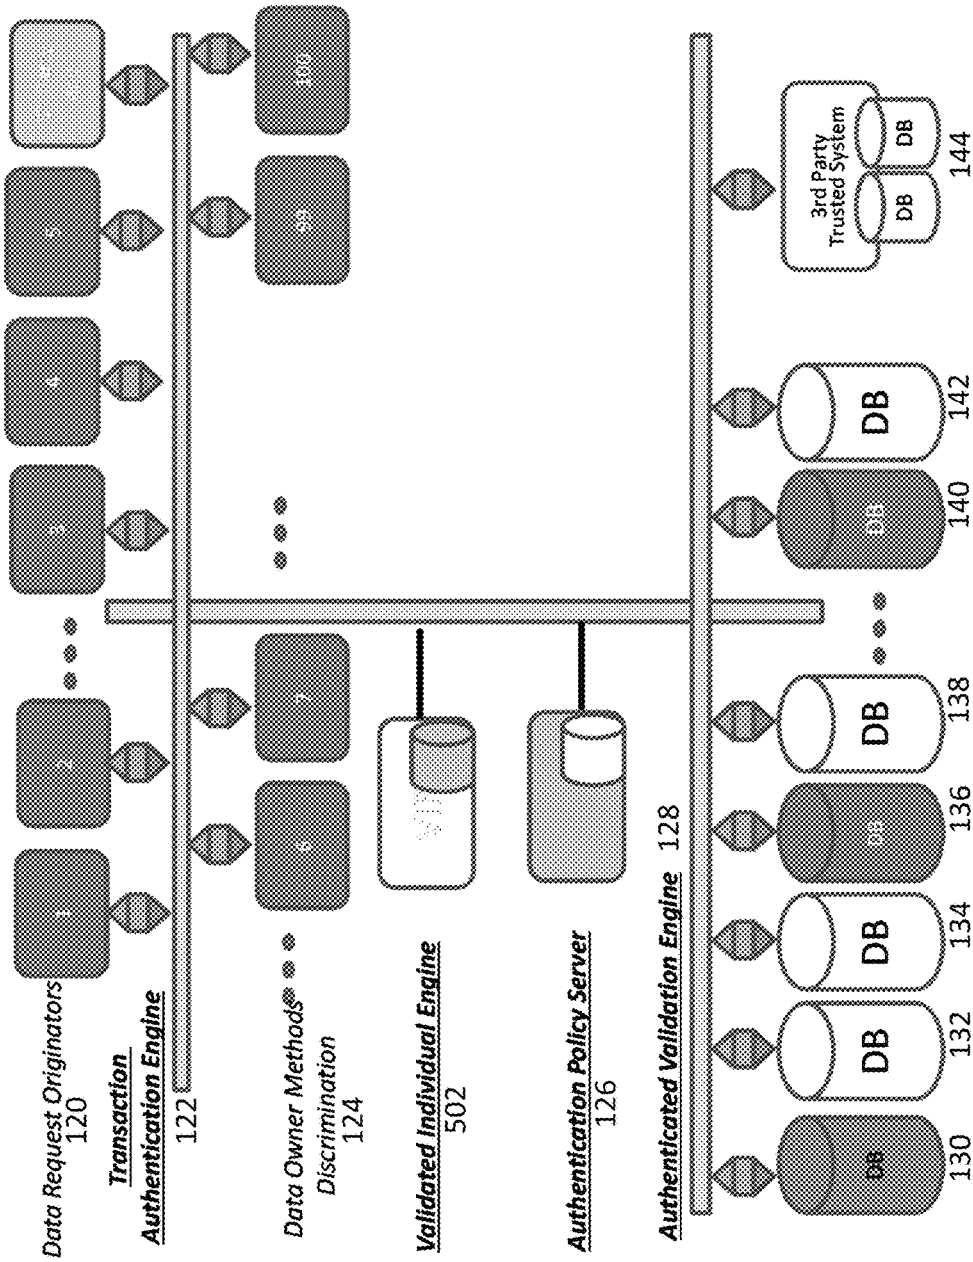 Data Request Originators
120
1
2
3
4
5
Transaction
Authentication Engine
122
Data Owner Methods
Discrimination
124
6
7
99
100
Validated Individual Engine
502
Authentication Policy Server
126
Authenticated Validation Engine 128
DB
DB
DB
DB
DB
DB
DB
3rd Party
Trusted System
DB
DB
130
132
134
136
138
140
142
144